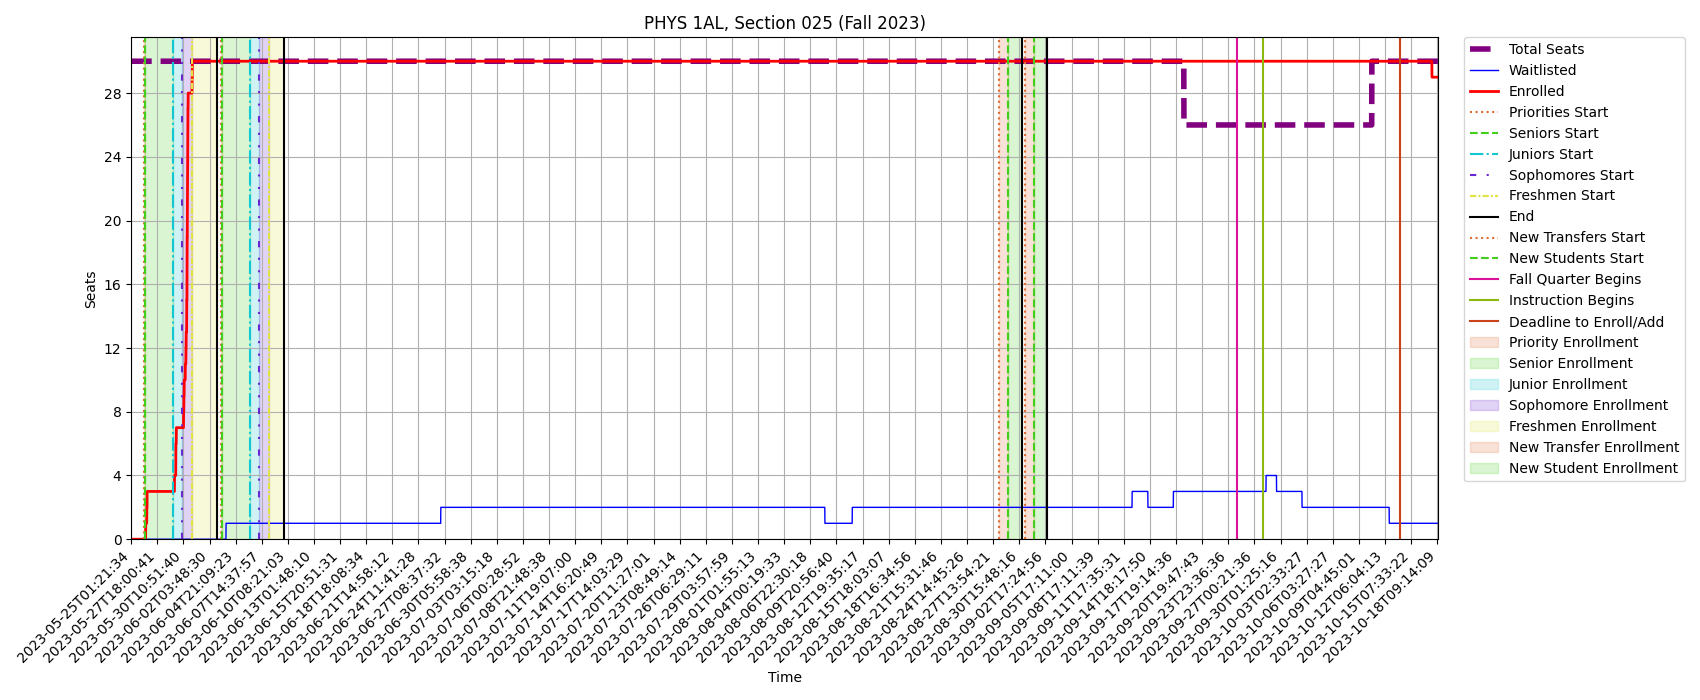 PHYS 1AL, Section 025 (Fall 2023)
Seats
28
24
20
16
12
8
4
0
2023-05-25T01:21:34
2023-05-27T18:00:41
2023-05-30T10:51:40
2023-06-02T03:48:30
2023-06-04T21:09:23
2023-06-07T14:37:57
2023-06-10T08:21:03
2023-06-13T01:48:10
2023-06-15T20:51:31
2023-06-18T18:08:34
2023-06-21T14:58:12
2023-06-24T11:41:28
2023-06-27T08:37:32
2023-06-30T05:58:38
2023-07-03T03:15:18
2023-07-06T00:28:52
2023-07-08T21:48:38
2023-07-11T19:07:00
2023-07-14T16:20:49
2023-07-17T14:03:29
2023-07-20T11:27:01
2023-07-23T08:49:14
2023-07-26T06:29:11
2023-07-29T03:57:59
2023-08-01T01:55:13
2023-08-04T00:19:33
2023-08-06T22:30:18
2023-08-09T20:56:40
2023-08-12T19:35:17
2023-08-15T18:03:07
2023-08-18T16:34:56
2023-08-21T15:31:46
2023-08-24T14:45:26
2023-08-27T13:54:21
2023-08-30T15:48:16
2023-09-02T17:24:56
2023-09-05T17:11:00
2023-09-08T17:11:39
2023-09-11T17:35:31
2023-09-14T18:17:50
2023-09-17T19:14:36
2023-09-20T19:47:43
2023-09-23T23:36:36
2023-09-27T00:21:36
2023-09-30T01:25:16
2023-10-03T02:33:27
2023-10-06T03:27:27
2023-10-09T04:45:01
2023-10-12T06:04:13
2023-10-15T07:33:22
2023-10-18T09:14:09
Time
Total Seats
Waitlisted
Enrolled
Priorities Start
Seniors Start
Juniors Start
Sophomores Start
Freshmen Start
End
New Transfers Start
New Students Start
Fall Quarter Begins
Instruction Begins
Deadline to Enroll/Add
Priority Enrollment
Senior Enrollment
Junior Enrollment
Sophomore Enrollment
Freshmen Enrollment
New Transfer Enrollment
New Student Enrollment